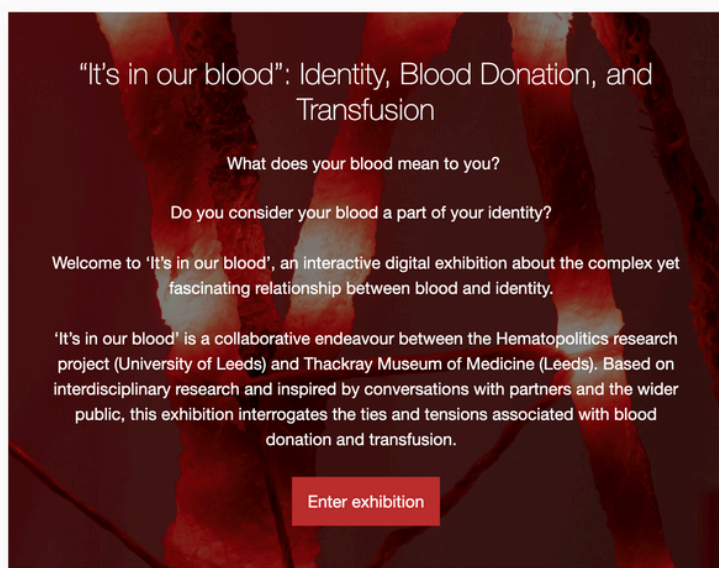 “It’s in our blood”: Identity, Blood Donation, and
Transfusion
What does your blood mean to you?
Do you consider your blood a part of your identity?
Welcome to ‘It’s in our blood’, an interactive digital exhibition about the complex yet
fascinating relationship between blood and identity.
‘It’s in our blood’ is a collaborative endeavour between the Hematopolitics research
project (University of Leeds) and Thackray Museum of Medicine (Leeds). Based on
interdisciplinary research and inspired by conversations with partners and the wider
public, this exhibition interrogates the ties and tensions associated with blood
donation and transfusion.
Enter exhibition